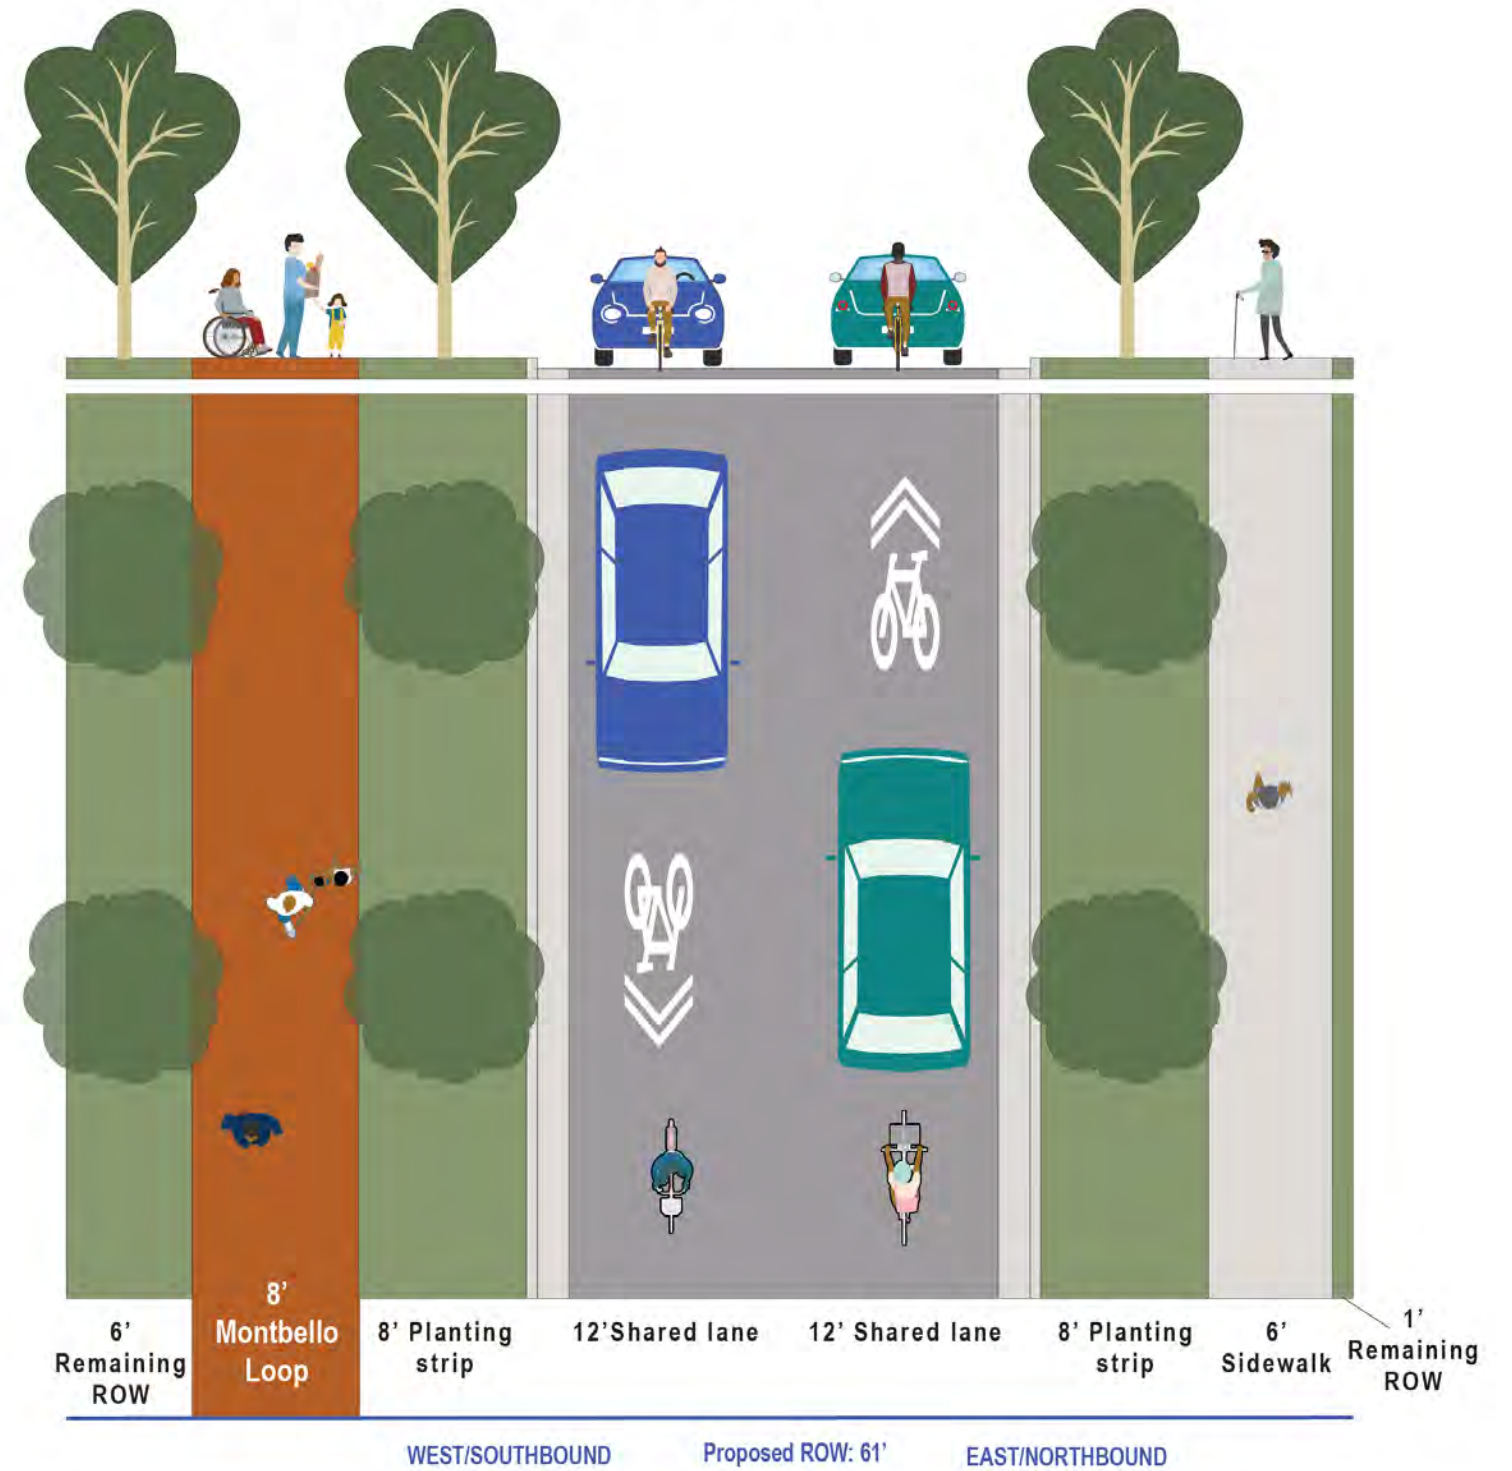 6'
Remaining
ROW
8'
Montbello
Loop
8' Planting
strip
12'Shared lane
12' Shared lane
8' Planting
strip
6'
Sidewalk
1'
Remaining
ROW
WEST/SOUTHBOUND
Proposed ROW: 61'
EAST/NORTHBOUND